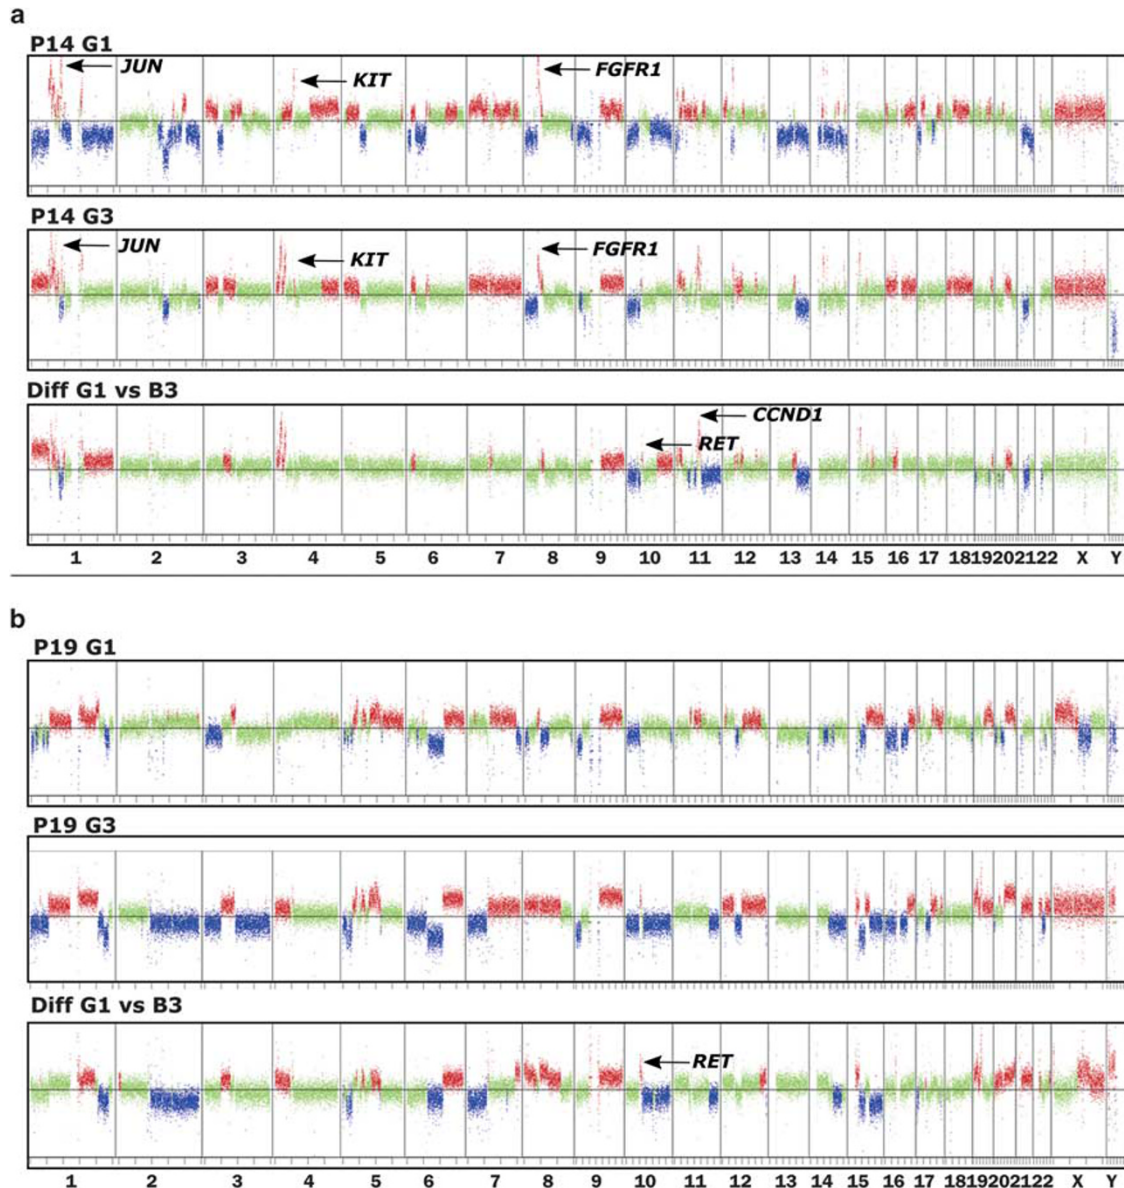 a
P14 G1
JUN
KIT
FGFR1
P14 G3
JUN
KIT
FGFR1
Diff G1 vs B3
CCND1
RET
1 2 3 4 5 6 7 8 9 10 11 12 13 14 15 16 17 18 19 20 21 22 X Y
b
P19 G1
P19 G3
Diff G1 vs B3
RET
1 2 3 4 5 6 7 8 9 10 11 12 13 14 15 16 17 18 19 20 21 22 X Y